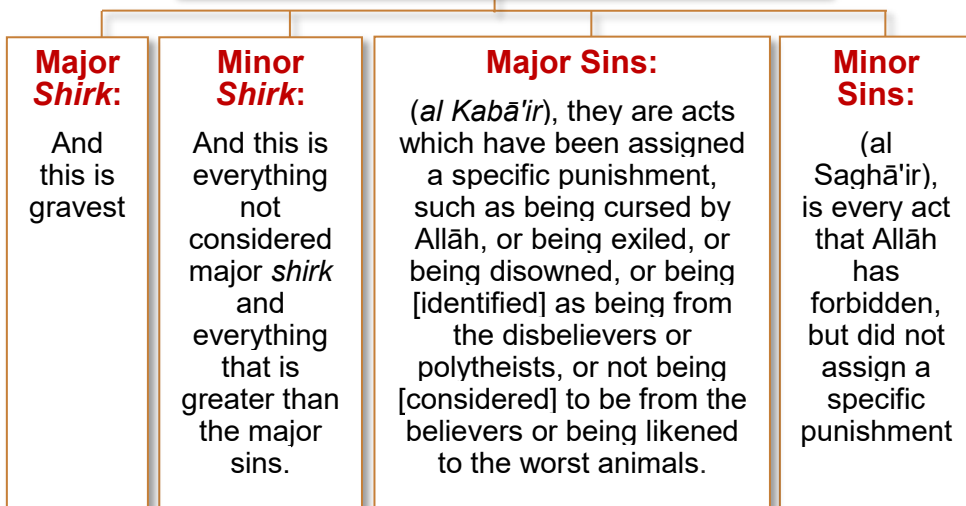 Major
Shirk:
And
this is
gravest
Minor
Shirk:
And this is
everything
not
considered
major shirk
and
everything
that is
greater than
the major
sins.
Major Sins:
(al Kabā'ir), they are acts
which have been assigned
a specific punishment,
such as being cursed by
Allāh, or being exiled, or
being disowned, or being
[identified] as being from
the disbelievers or
polytheists, or not being
[considered] to be from the
believers or being likened
to the worst animals.
Minor
Sins:
(al
Saghā'ir),
is every act
that Allāh
has
forbidden,
but did not
assign a
specific
punishment